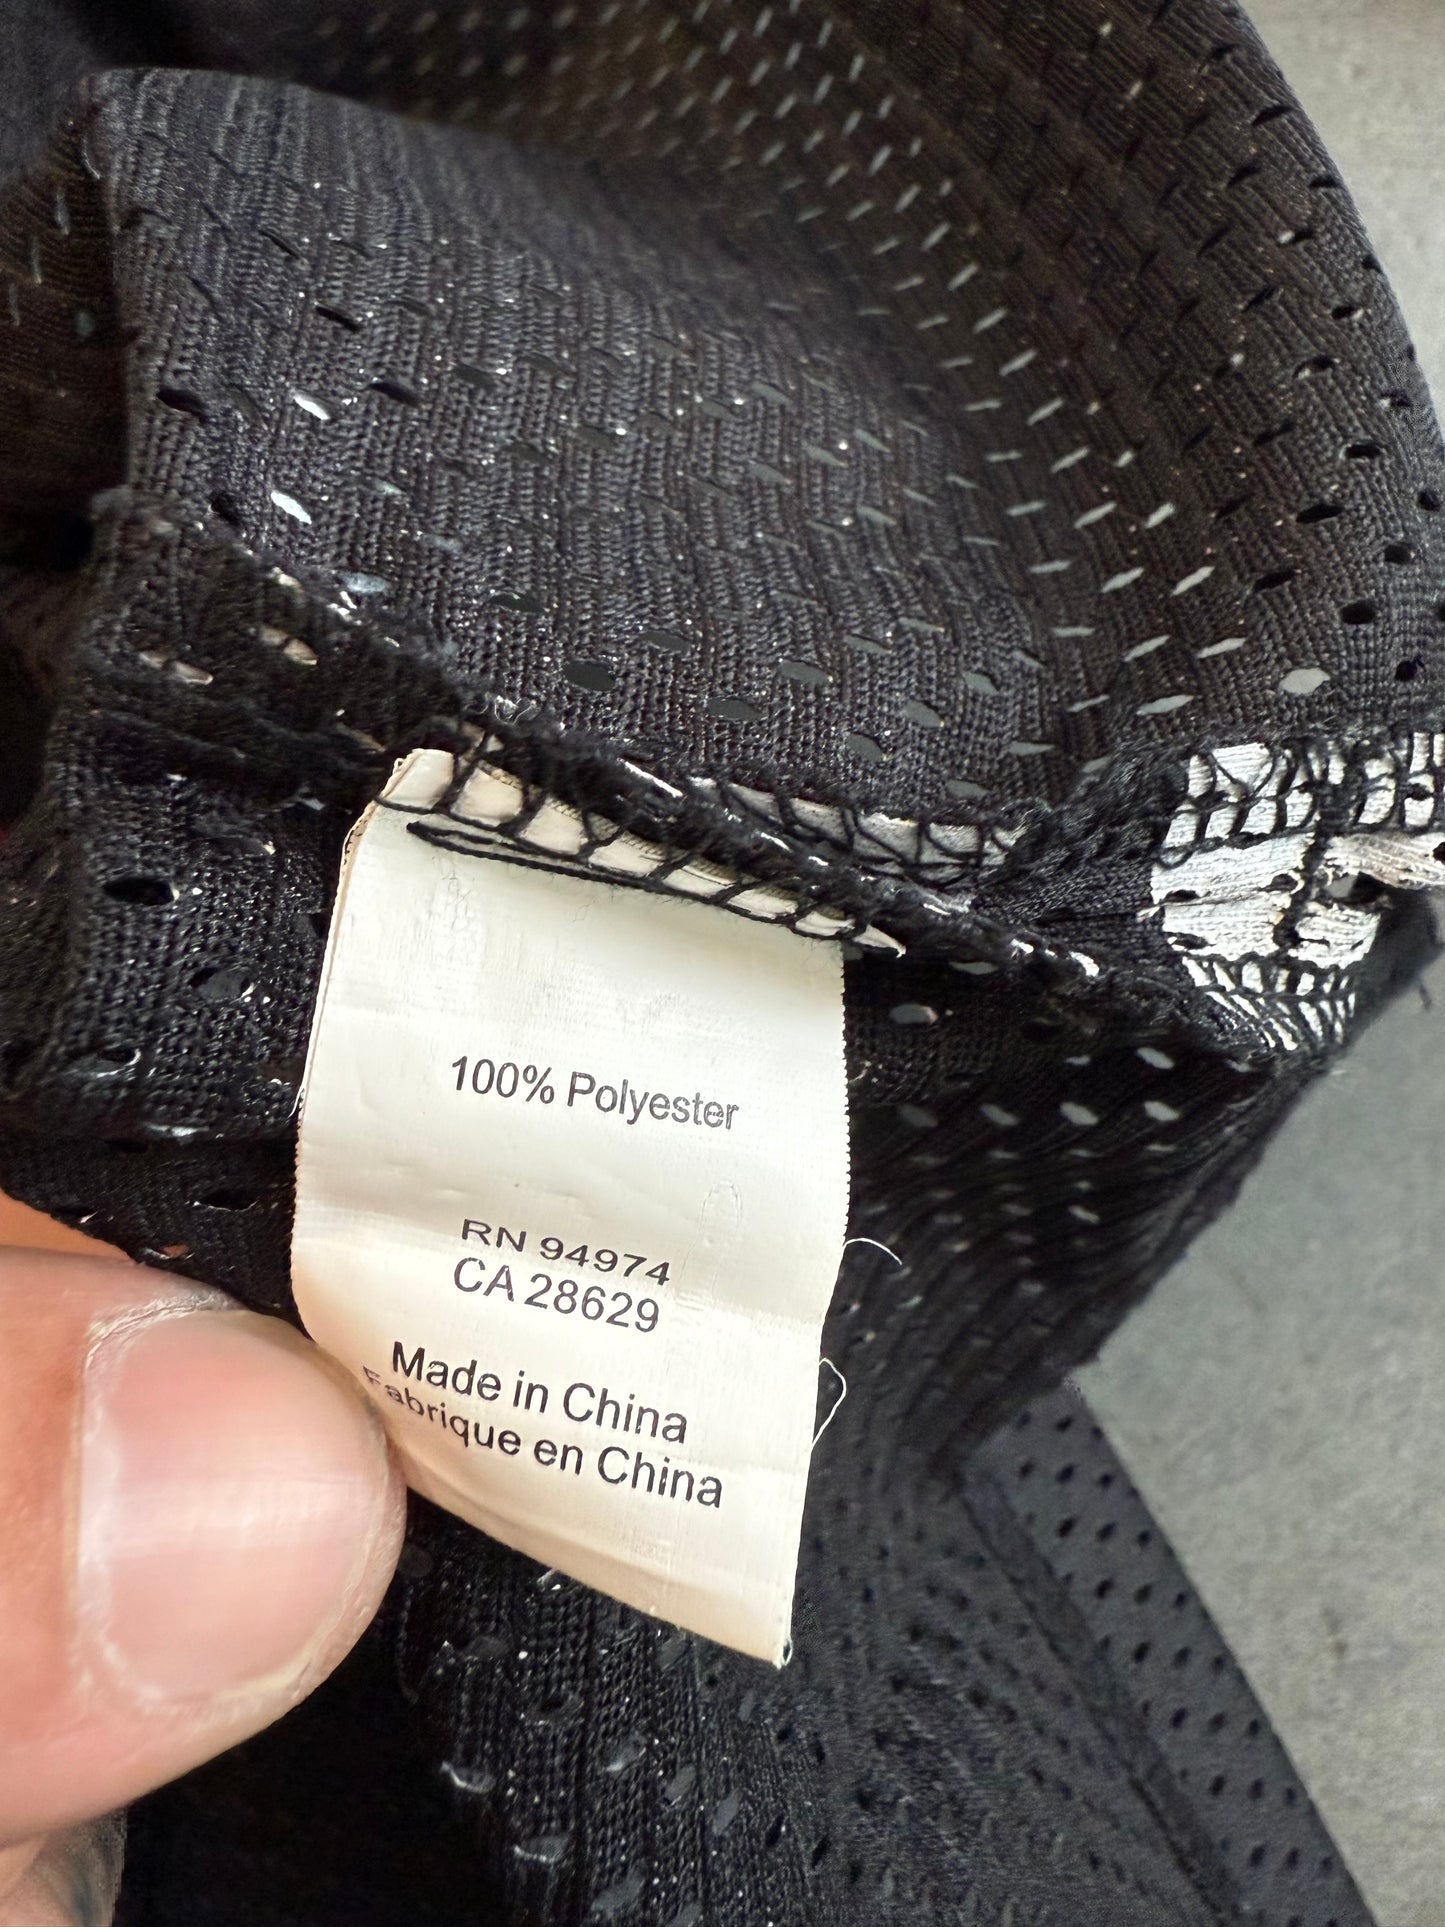 100% Polyester
RN 94974
CA 28629
Made in China
Fabrique en China